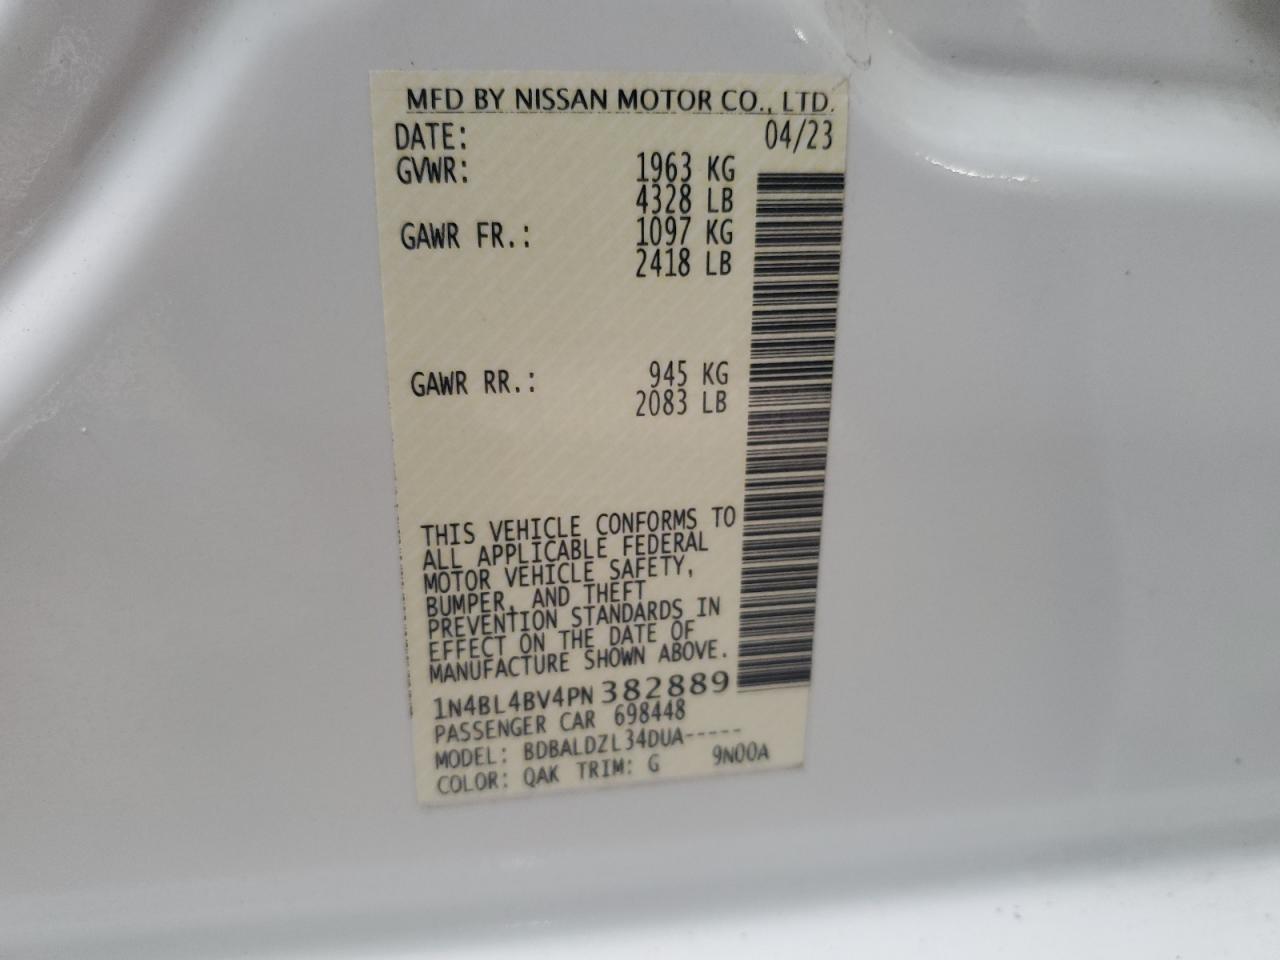 MFD BY NISSAN MOTOR CO., LTD.
DATE: 04/23
GVWR: 1963 KG
4328 LB
GAWR FR.: 1097 KG
2418 LB
GAWR RR.: 945 KG
2083 LB
THIS VEHICLE CONFORMS TO
ALL APPLICABLE FEDERAL
MOTOR VEHICLE SAFETY,
BUMPER, AND THEFT
PREVENTION STANDARDS IN
EFFECT ON THE DATE OF
MANUFACTURE SHOWN ABOVE.
1N4BL4BV4PN382889
PASSENGER CAR 698448
MODEL: BDBALDZL34DUA-----
COLOR: QAK TRIM: G 9N00A